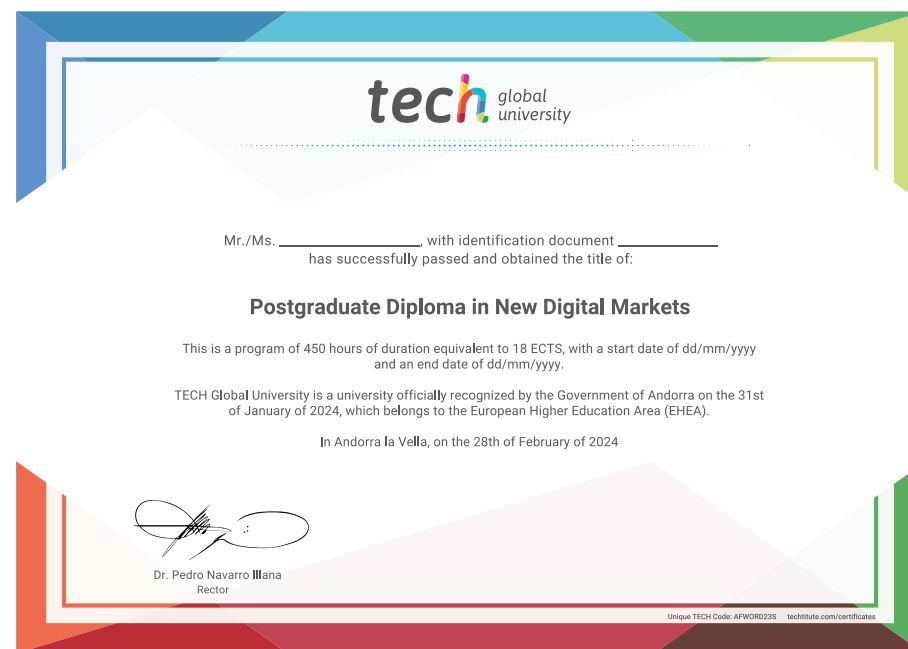 tech global
university
Mr./Ms. ____________________, with identification document ______________
has successfully passed and obtained the title of:
Postgraduate Diploma in New Digital Markets
This is a program of 450 hours of duration equivalent to 18 ECTS, with a start date of dd/mm/yyyy
and an end date of dd/mm/yyyy.
TECH Global University is a university officially recognized by the Government of Andorra on the 31st
of January of 2024, which belongs to the European Higher Education Area (EHEA).
In Andorra la Vella, on the 28th of February of 2024
Dr. Pedro Navarro Illana
Rector
Unique TECH Code: AFWORD23S techtitute.com/certificates